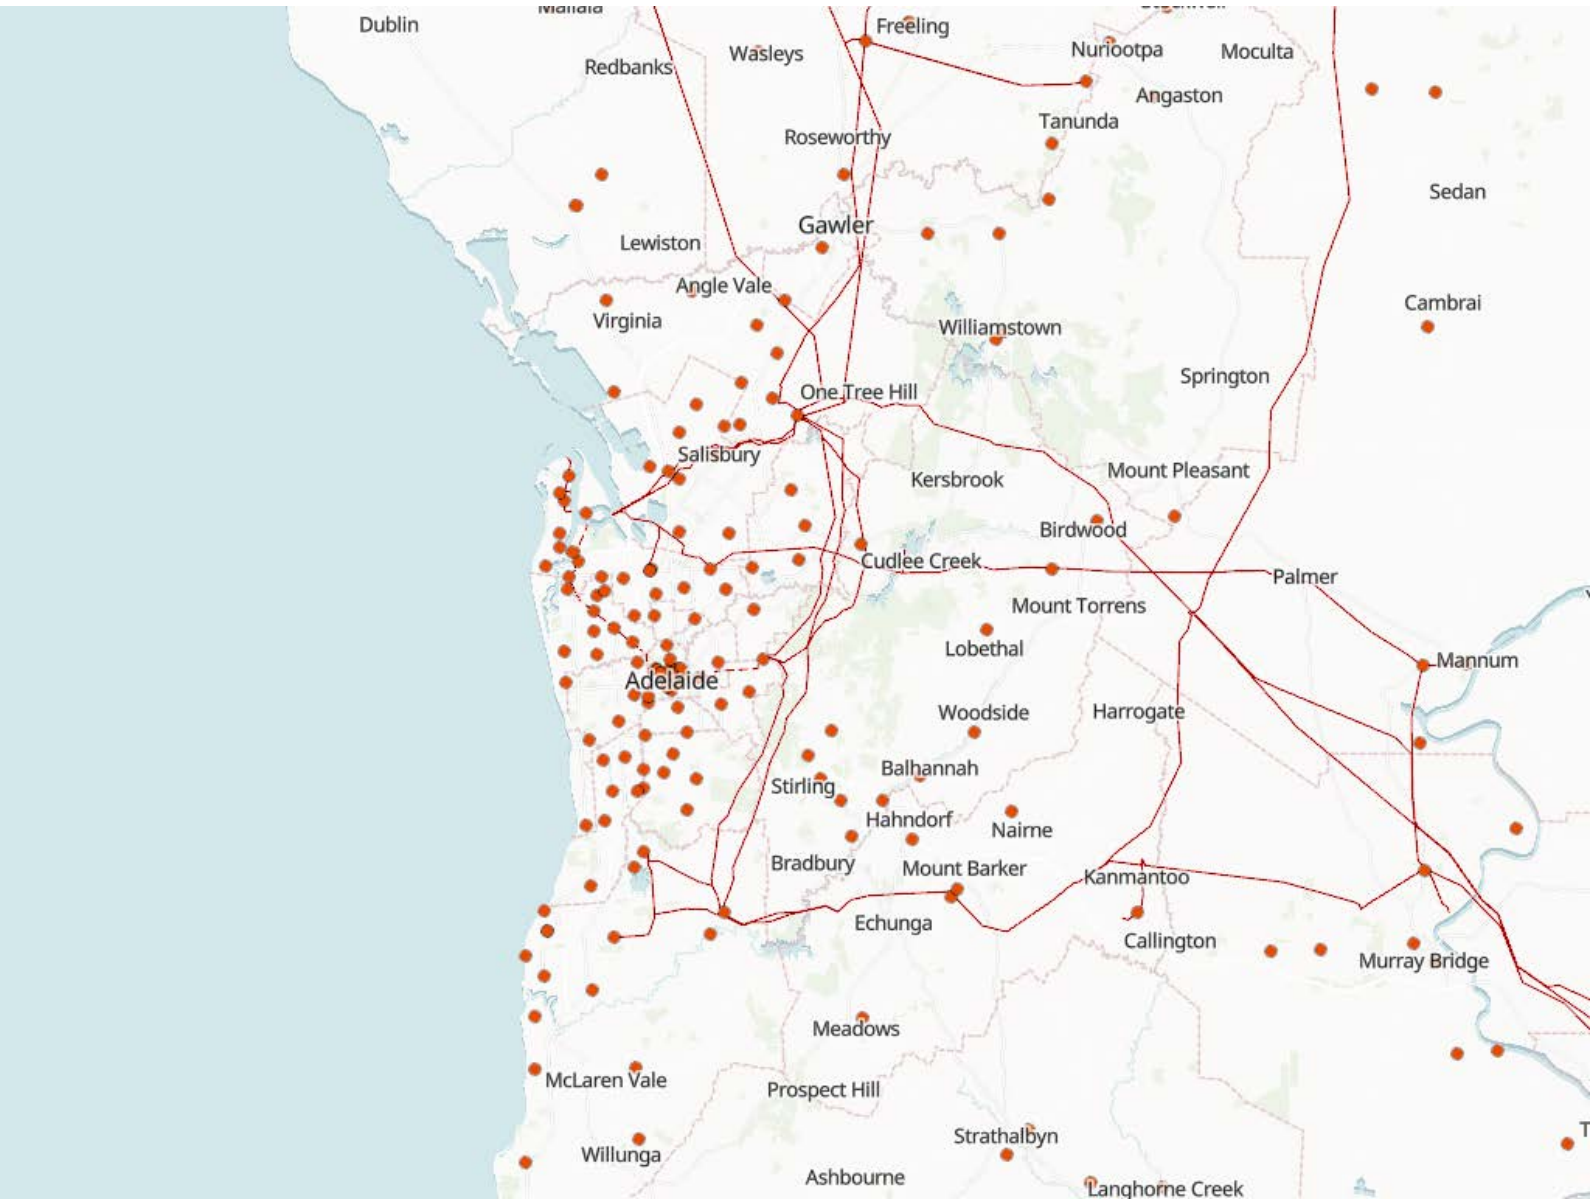 Mallala
Dublin
Freeling
Wasleys
Nuriootpa
Moculta
Redbanks
Angaston
Tanunda
Roseworthy
Sedan
Gawler
Lewiston
Angle Vale
Cambrai
Virginia
Williamstown
Springton
One Tree Hill
Salisbury
Mount Pleasant
Kersbrook
Birdwood
Cudlee Creek
Palmer
Mount Torrens
Lobethal
Mannum
Adelaide
Woodside
Harrogate
Balhannah
Stirling
Hahndorf
Nairne
Bradbury
Mount Barker
Kanmantoo
Echunga
Callington
Murray Bridge
Meadows
McLaren Vale
Prospect Hill
Strathalbyn
Willunga
Ashbourne
Langhorne Creek